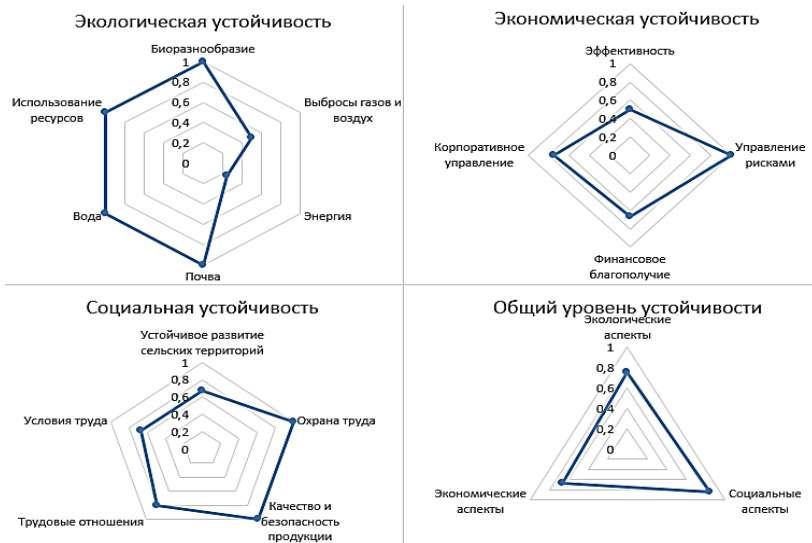 Экологическая устойчивость
Биоразнообразие
1
0,8
0,6
0,4
0,2
0
Использование
ресурсов
Выбросы газов и
воздух
Вода
Энергия
Почва
Экономическая устойчивость
Эффективность
1
0,8
0,6
0,4
0,2
0
Корпоративное
управление
Управление
рисками
Финансовое
благополучие
Социальная устойчивость
Устойчивое развитие
сельских территорий
1
0,8
0,6
0,4
0,2
0
Условия труда
Охрана труда
Трудовые отношения
Качество и
безопасность
продукции
Общий уровень устойчивости
Экологические
аспекты
1
0,8
0,6
0,4
0,2
0
Экономические
аспекты
Социальные
аспекты